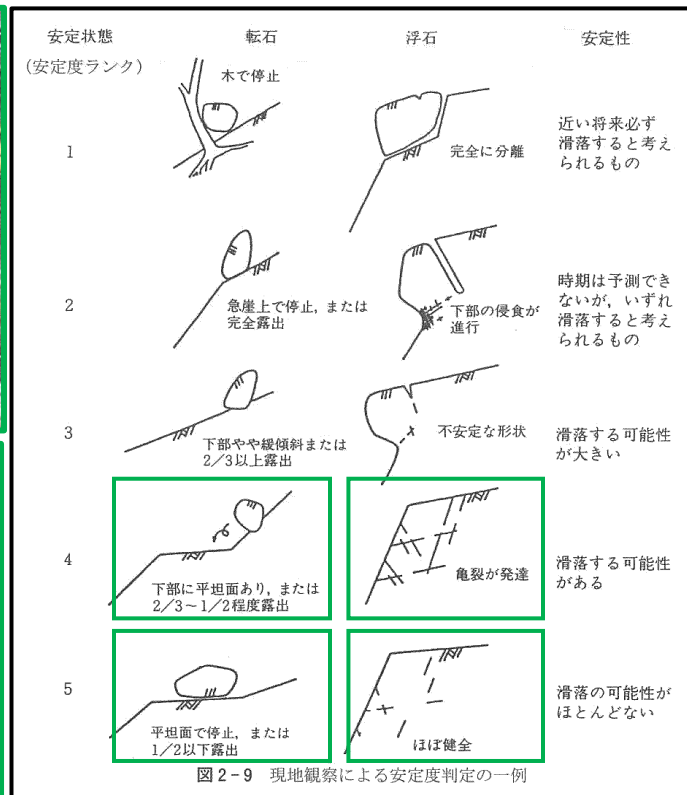 安定状態
(安定度ランク)
転石
浮石
安定性
1
木で停止
完全に分離
近い将来必ず
滑落すると考え
られるもの
2
急崖上で停止，または
完全露出
下部の侵食が
進行
時期は予測でき
ないが，いずれ
滑落すると考え
られるもの
3
下部やや緩傾斜または
2/3以上露出
不安定な形状
滑落する可能性
が大きい
4
下部に平坦面あり，または
2/3～1/2程度露出
亀裂が発達
滑落する可能性
がある
5
平坦面で停止，または
1/2以下露出
ほぼ健全
滑落の可能性が
ほとんどない
図2-9 現地観察による安定度判定の一例